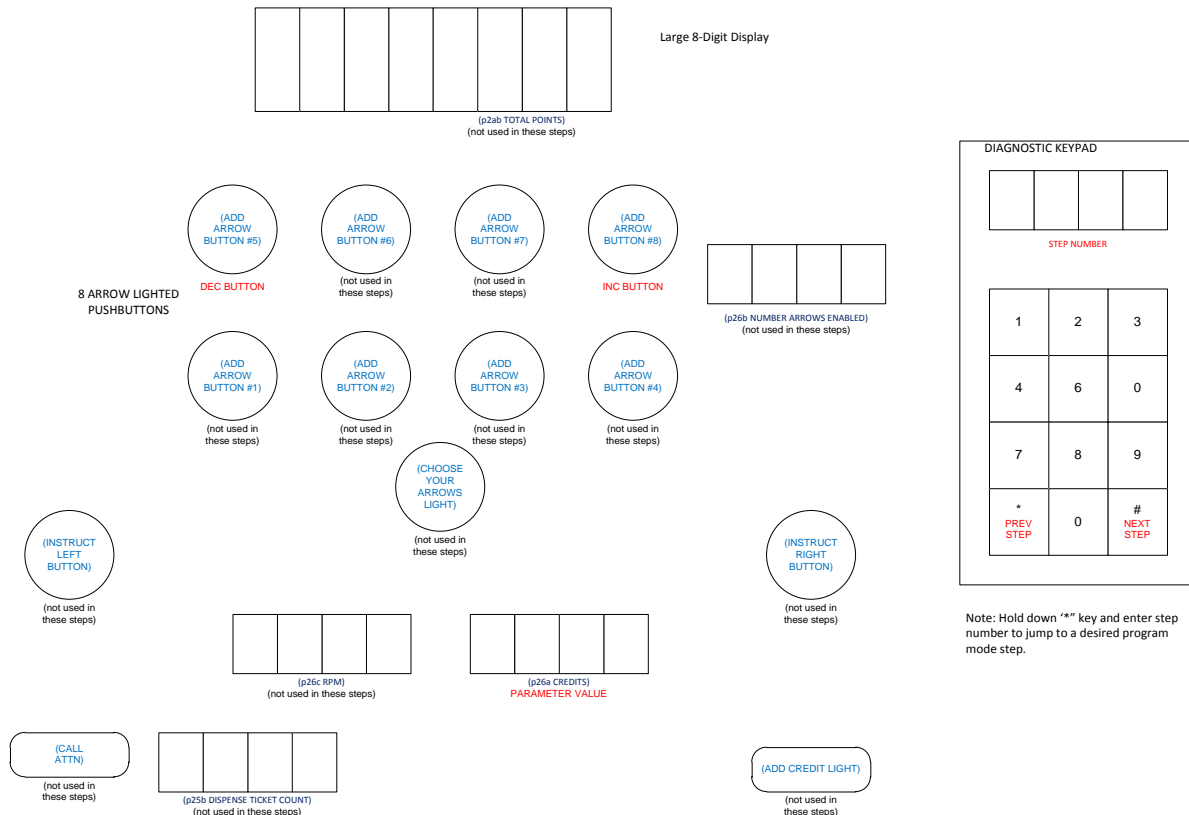 Large 8-Digit Display
(p2ab TOTAL POINTS)
(not used in these steps)
8 ARROW LIGHTED
PUSHBUTTONS
(ADD
ARROW
BUTTON #5)
DEC BUTTON
(ADD
ARROW
BUTTON #6)
(not used in
these steps)
(ADD
ARROW
BUTTON #7)
(not used in
these steps)
(ADD
ARROW
BUTTON #8)
INC BUTTON
(p26b NUMBER ARROWS ENABLED)
(not used in these steps)
(ADD
ARROW
BUTTON #1)
(not used in
these steps)
(ADD
ARROW
BUTTON #2)
(not used in
these steps)
(ADD
ARROW
BUTTON #3)
(not used in
these steps)
(ADD
ARROW
BUTTON #4)
(not used in
these steps)
(CHOOSE
YOUR
ARROWS
LIGHT)
(not used in
these steps)
(INSTRUCT
LEFT
BUTTON)
(not used in
these steps)
(INSTRUCT
RIGHT
BUTTON)
(not used in
these steps)
(p26c RPM)
(not used in these steps)
(p26a CREDITS)
PARAMETER VALUE
(CALL
ATTN)
(not used in
these steps)
(p25b DISPENSE TICKET COUNT)
(not used in these steps)
(ADD CREDIT LIGHT)
(not used in
these steps)
DIAGNOSTIC KEYPAD
STEP NUMBER
1 2 3
4 6 0
7 8 9
* 0 #
PREV
STEP
NEXT
STEP
Note: Hold down ‘*” key and enter step
number to jump to a desired program
mode step.